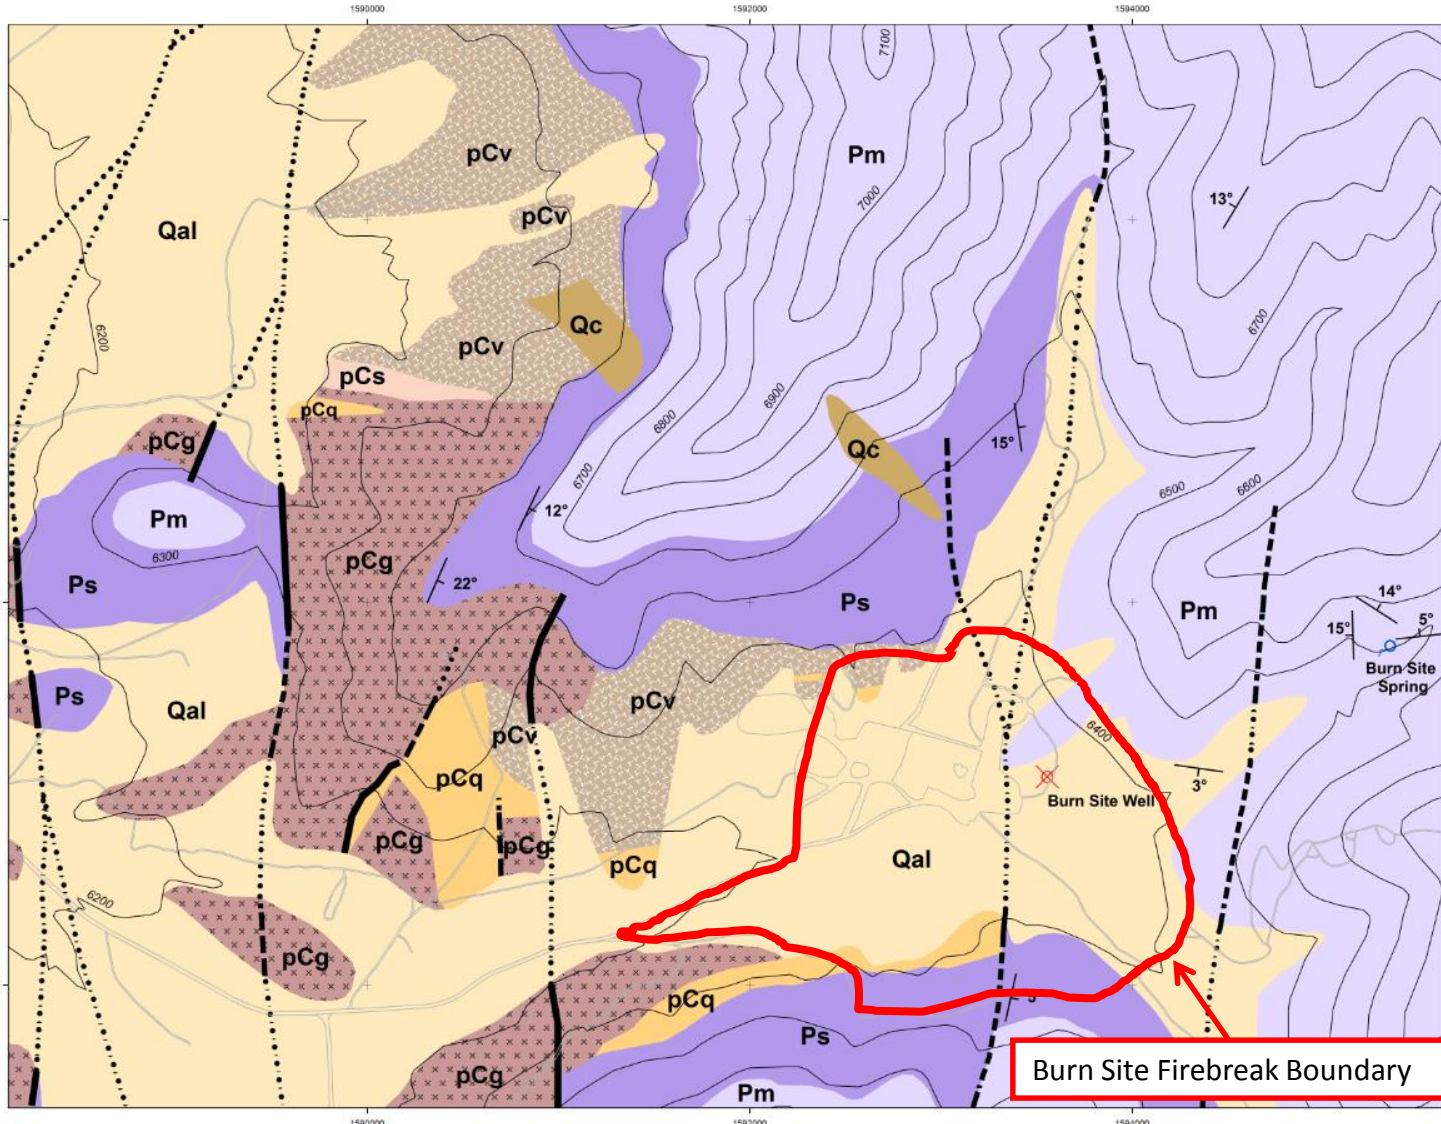 1590000 1592000 1594000
7100
pCv
Pm
13°
7000
pCv
Qal
Qc
6700
6200
pCv
pCs
6900
pCq
6800
15°
pCg
Qc
6700
6500
6600
12°
Pm
6300
pCg
22°
Ps
Ps
Pm
14°
15°
5°
Burn Site
Spring
Ps
Qal
pCv
pCv
6400
pCq
3°
Burn Site Well
pCg
pCg
Qal
pCq
6200
pCg
pCq
5
Ps
pCg
Pm
Burn Site Firebreak Boundary
1590000 1592000 1594000